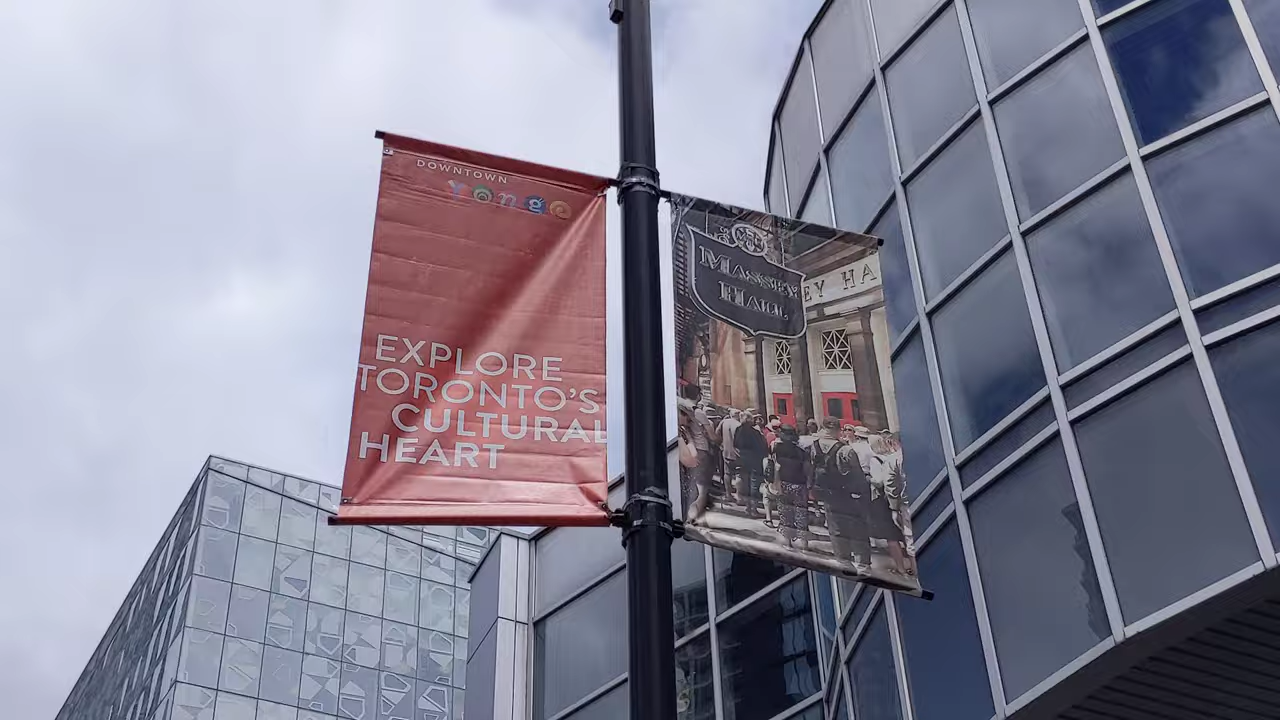 DOWNTOWN
Yonge
EXPLORE
TORONTO'S
CULTURAL
HEART
MASSEY
HALL
EY HA